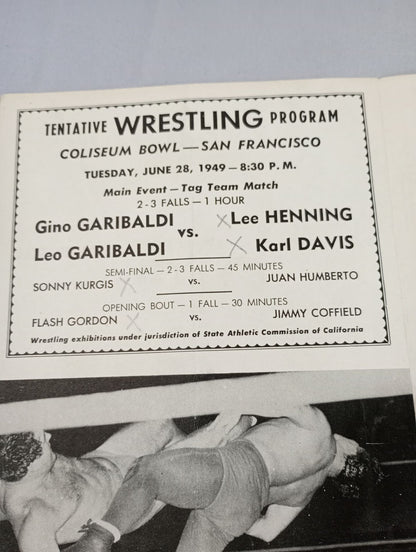 TENTATIVE WRESTLING PROGRAM
COLISEUM BOWL — SAN FRANCISCO
TUESDAY, JUNE 28, 1949 — 8:30 P. M.
Main Event — Tag Team Match
2 - 3 FALLS — 1 HOUR
Gino GARIBALDI vs. Lee HENNING
Leo GARIBALDI Karl DAVIS
SEMI-FINAL — 2 - 3 FALLS — 45 MINUTES
SONNY KURGIS vs. JUAN HUMBERTO
OPENING BOUT — 1 FALL — 30 MINUTES
FLASH GORDON vs. JIMMY COFFIELD
Wrestling exhibitions under jurisdiction of State Athletic Commission of California